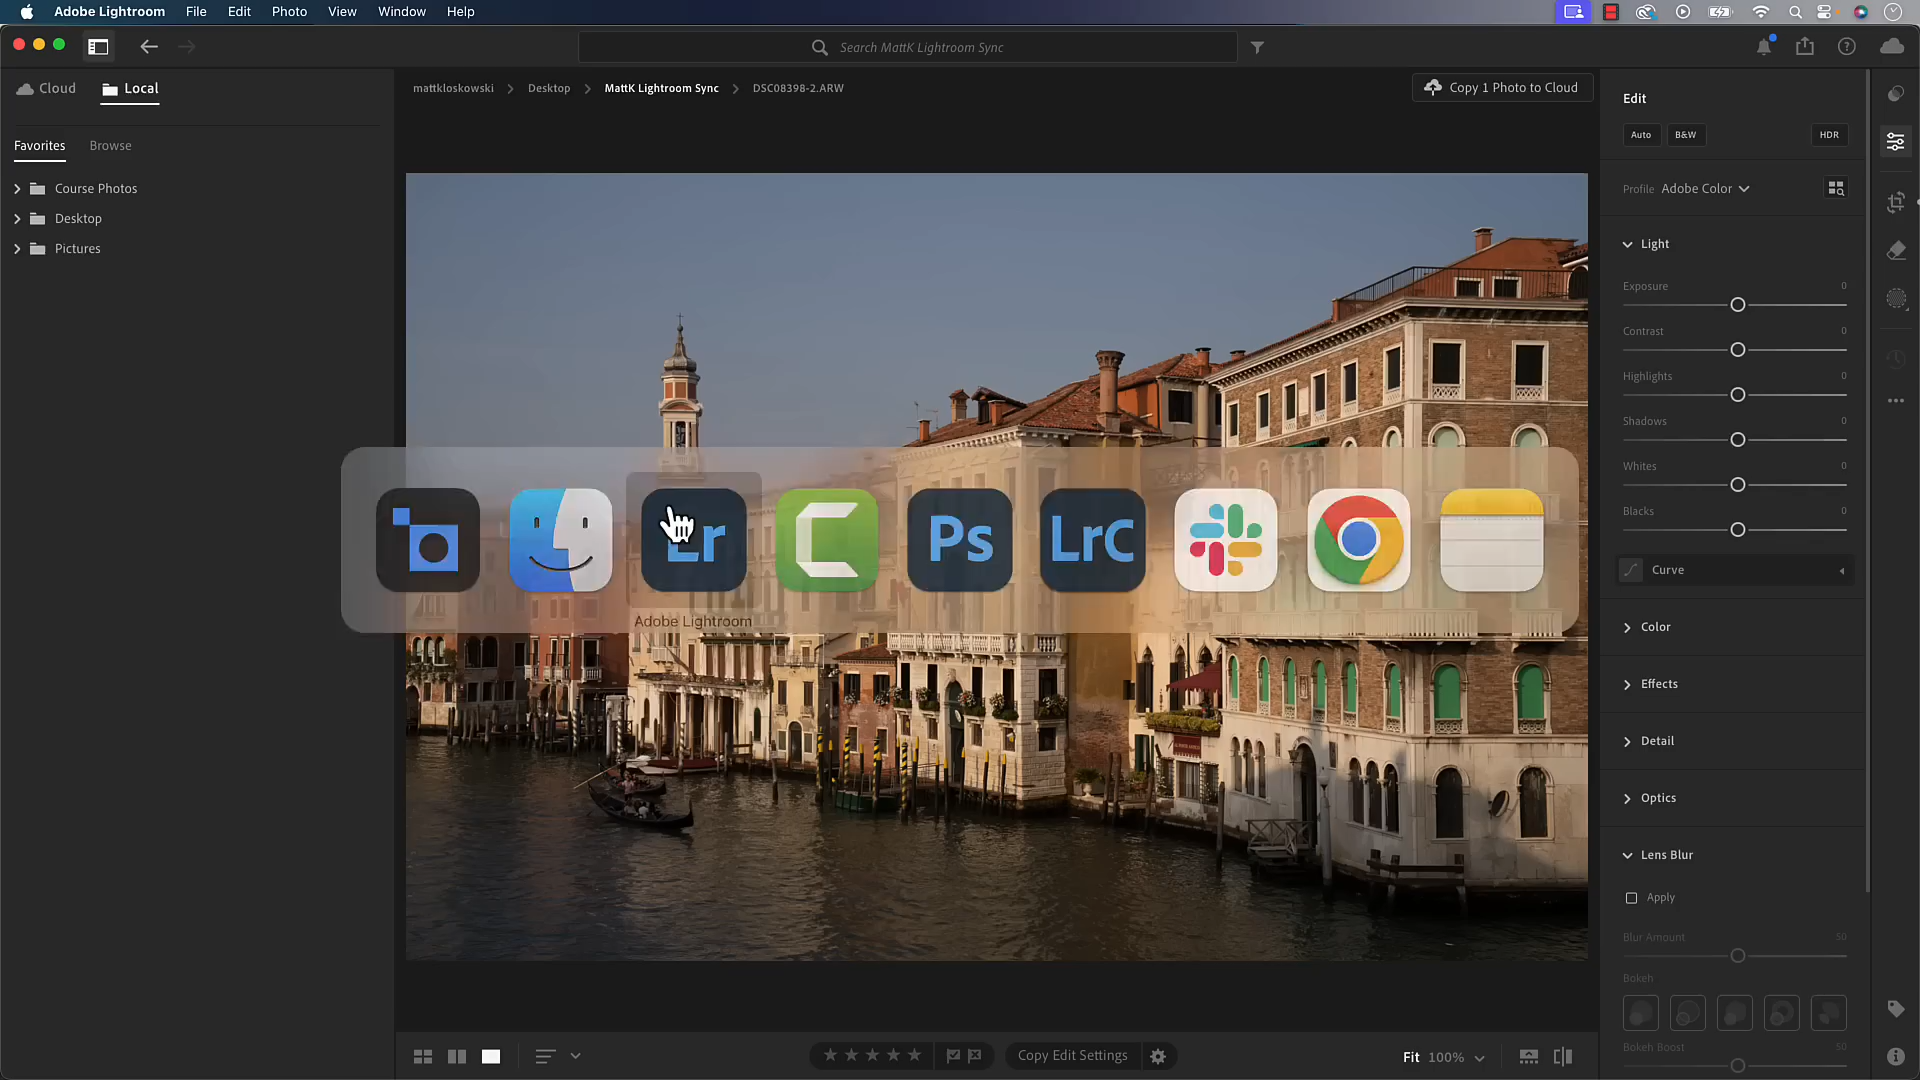 Adobe Lightroom File Edit Photo View Window Help
Search MattK Lightroom Sync
Cloud Local
mattkloskowski Desktop MattK Lightroom Sync DSC08398-2.ARW
Copy 1 Photo to Cloud
Favorites Browse
Course Photos
Desktop
Pictures
Edit
Auto B&W HDR
Profile Adobe Color
Light
Exposure 0
Contrast 0
Highlights 0
Shadows 0
Whites 0
Blacks 0
Curve
Color
Effects
Detail
Optics
Lens Blur
Apply
Blur Amount 50
Bokeh
Bokeh Boost 50
Lr Ps LrC
Adobe Lightroom
Copy Edit Settings
Fit 100%